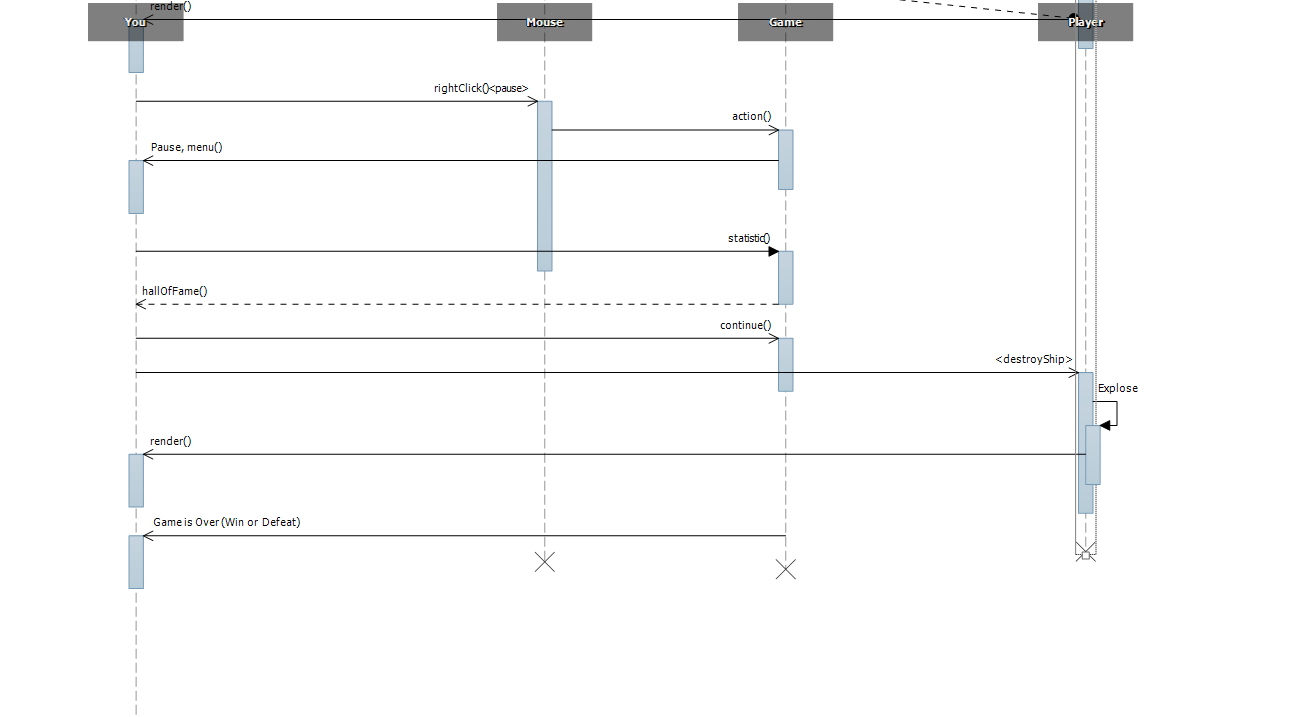 render()
You
Mouse
Game
Player
rightClick()<pause>
action()
Pause, menu()
statistic()
hallOfFame()
continue()
<destroyShip>
Explose
render()
Game is Over (Win or Defeat)